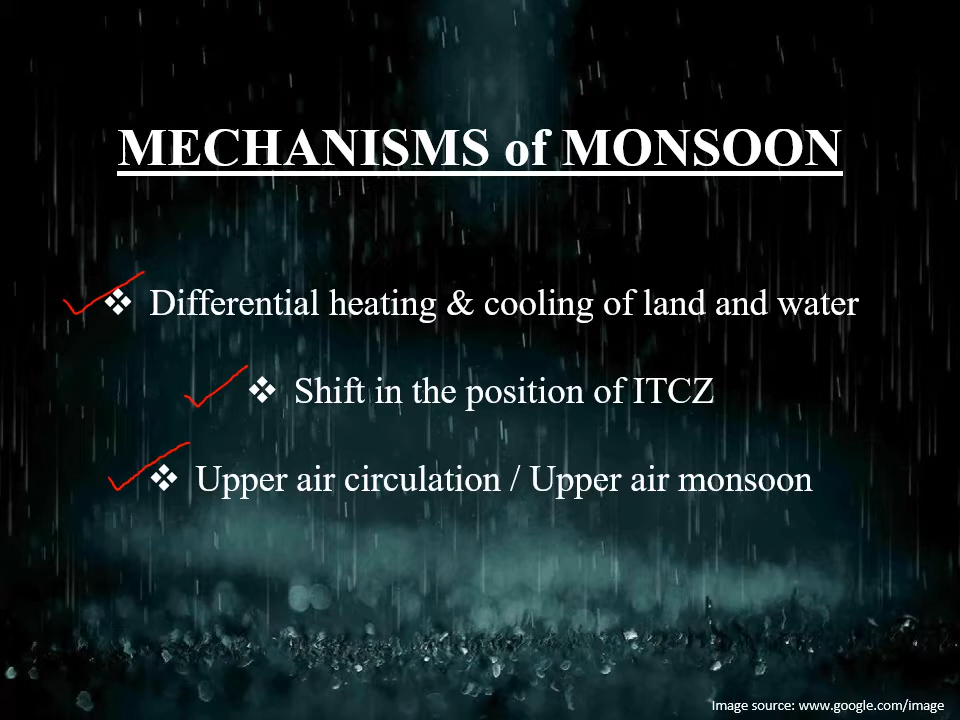 MECHANISMS of MONSOON
❖ Differential heating & cooling of land and water
❖ Shift in the position of ITCZ
❖ Upper air circulation / Upper air monsoon
Image source: www.google.com/image